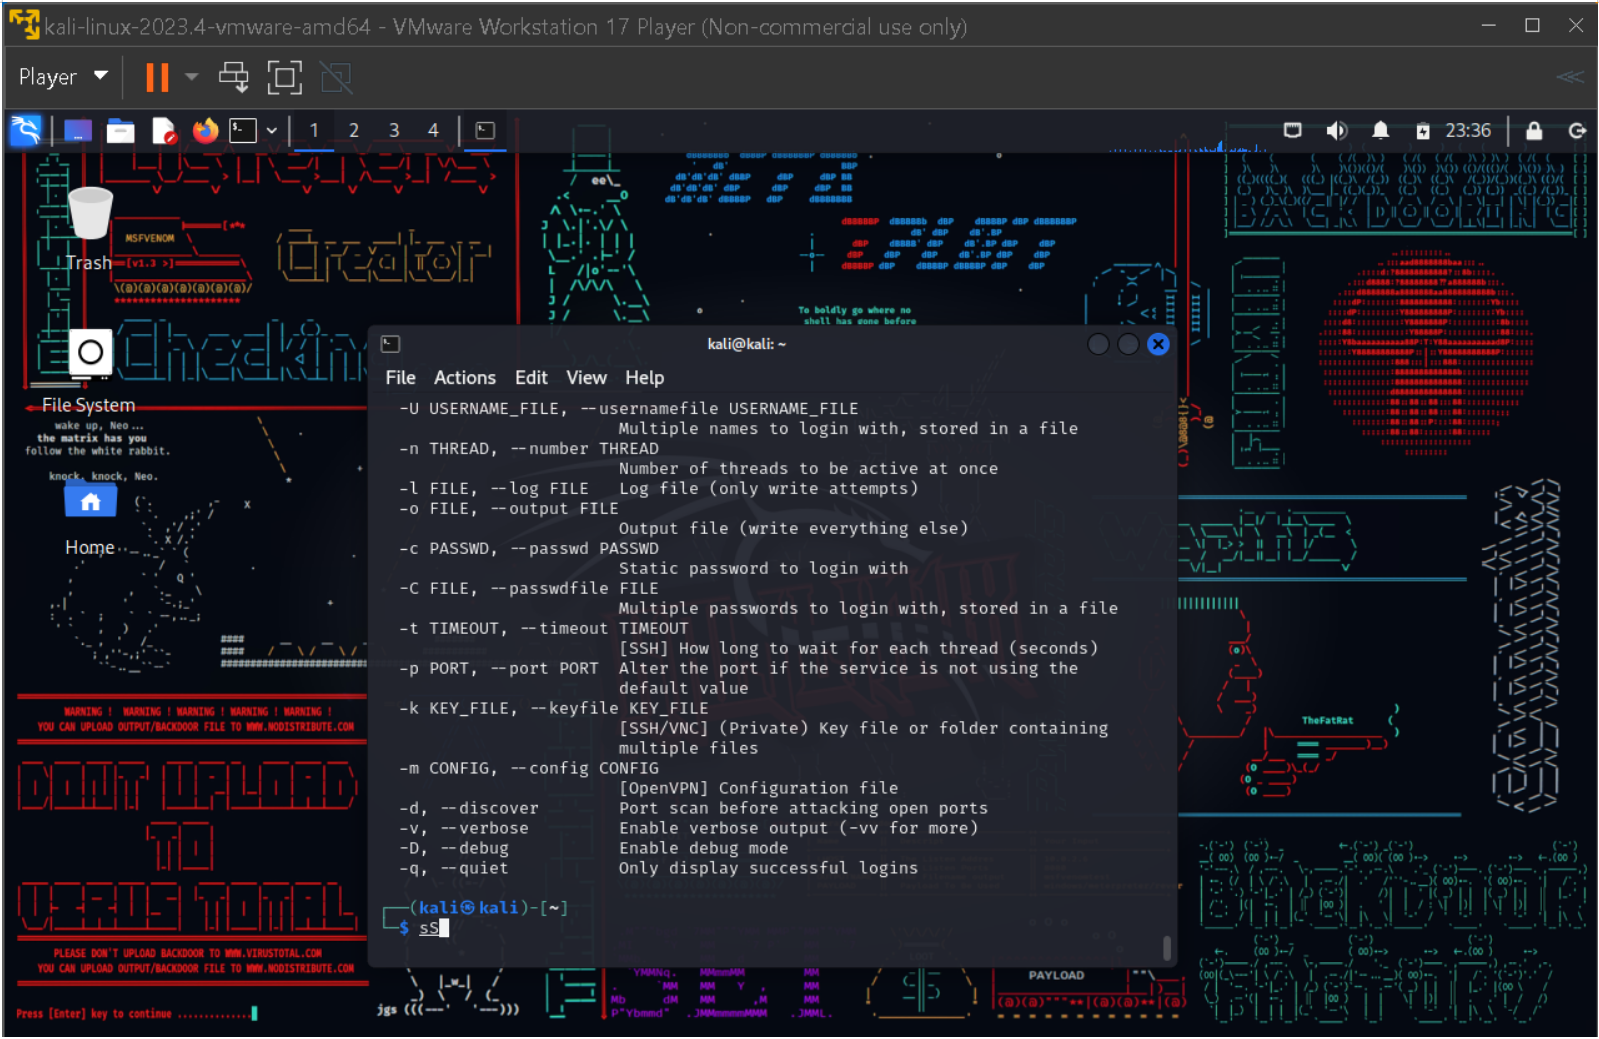 kali-linux-2023.4-vmware-amd64 - VMware Workstation 17 Player (Non-commercial use only)
Player
1 2 3 4
23:36
Trash
MSFVENOM
[v1.3 >]
Creator
Checkin
To boldly go where no
shell has gone before
BACKDOORING
File System
wake up, Neo...
the matrix has you
follow the white rabbit.
knock, knock, Neo.
Home
kali@kali: ~
File Actions Edit View Help
-U USERNAME_FILE, --usernamefile USERNAME_FILE
Multiple names to login with, stored in a file
-n THREAD, --number THREAD
Number of threads to be active at once
-l FILE, --log FILE Log file (only write attempts)
-o FILE, --output FILE
Output file (write everything else)
-c PASSWD, --passwd PASSWD
Static password to login with
-C FILE, --passwdfile FILE
Multiple passwords to login with, stored in a file
-t TIMEOUT, --timeout TIMEOUT
[SSH] How long to wait for each thread (seconds)
-p PORT, --port PORT Alter the port if the service is not using the
default value
-k KEY_FILE, --keyfile KEY_FILE
[SSH/VNC] (Private) Key file or folder containing
multiple files
-m CONFIG, --config CONFIG
[OpenVPN] Configuration file
-d, --discover Port scan before attacking open ports
-v, --verbose Enable verbose output (-vv for more)
-D, --debug Enable debug mode
-q, --quiet Only display successful logins
(kali㉿kali)-[~]
$ sS
WARNING ! WARNING ! WARNING ! WARNING ! WARNING !
YOU CAN UPLOAD OUTPUT/BACKDOOR FILE TO WWW.NODISTRIBUTE.COM
DONT UPLOAD
TO
VIRUS TOTAL
PLEASE DON'T UPLOAD BACKDOOR TO WWW.VIRUSTOTAL.COM
YOU CAN UPLOAD OUTPUT/BACKDOOR FILE TO WWW.NODISTRIBUTE.COM
Press [Enter] key to continue ..............
TheFatRat
BACKDOOR
FACTORY
PAYLOAD
jgs